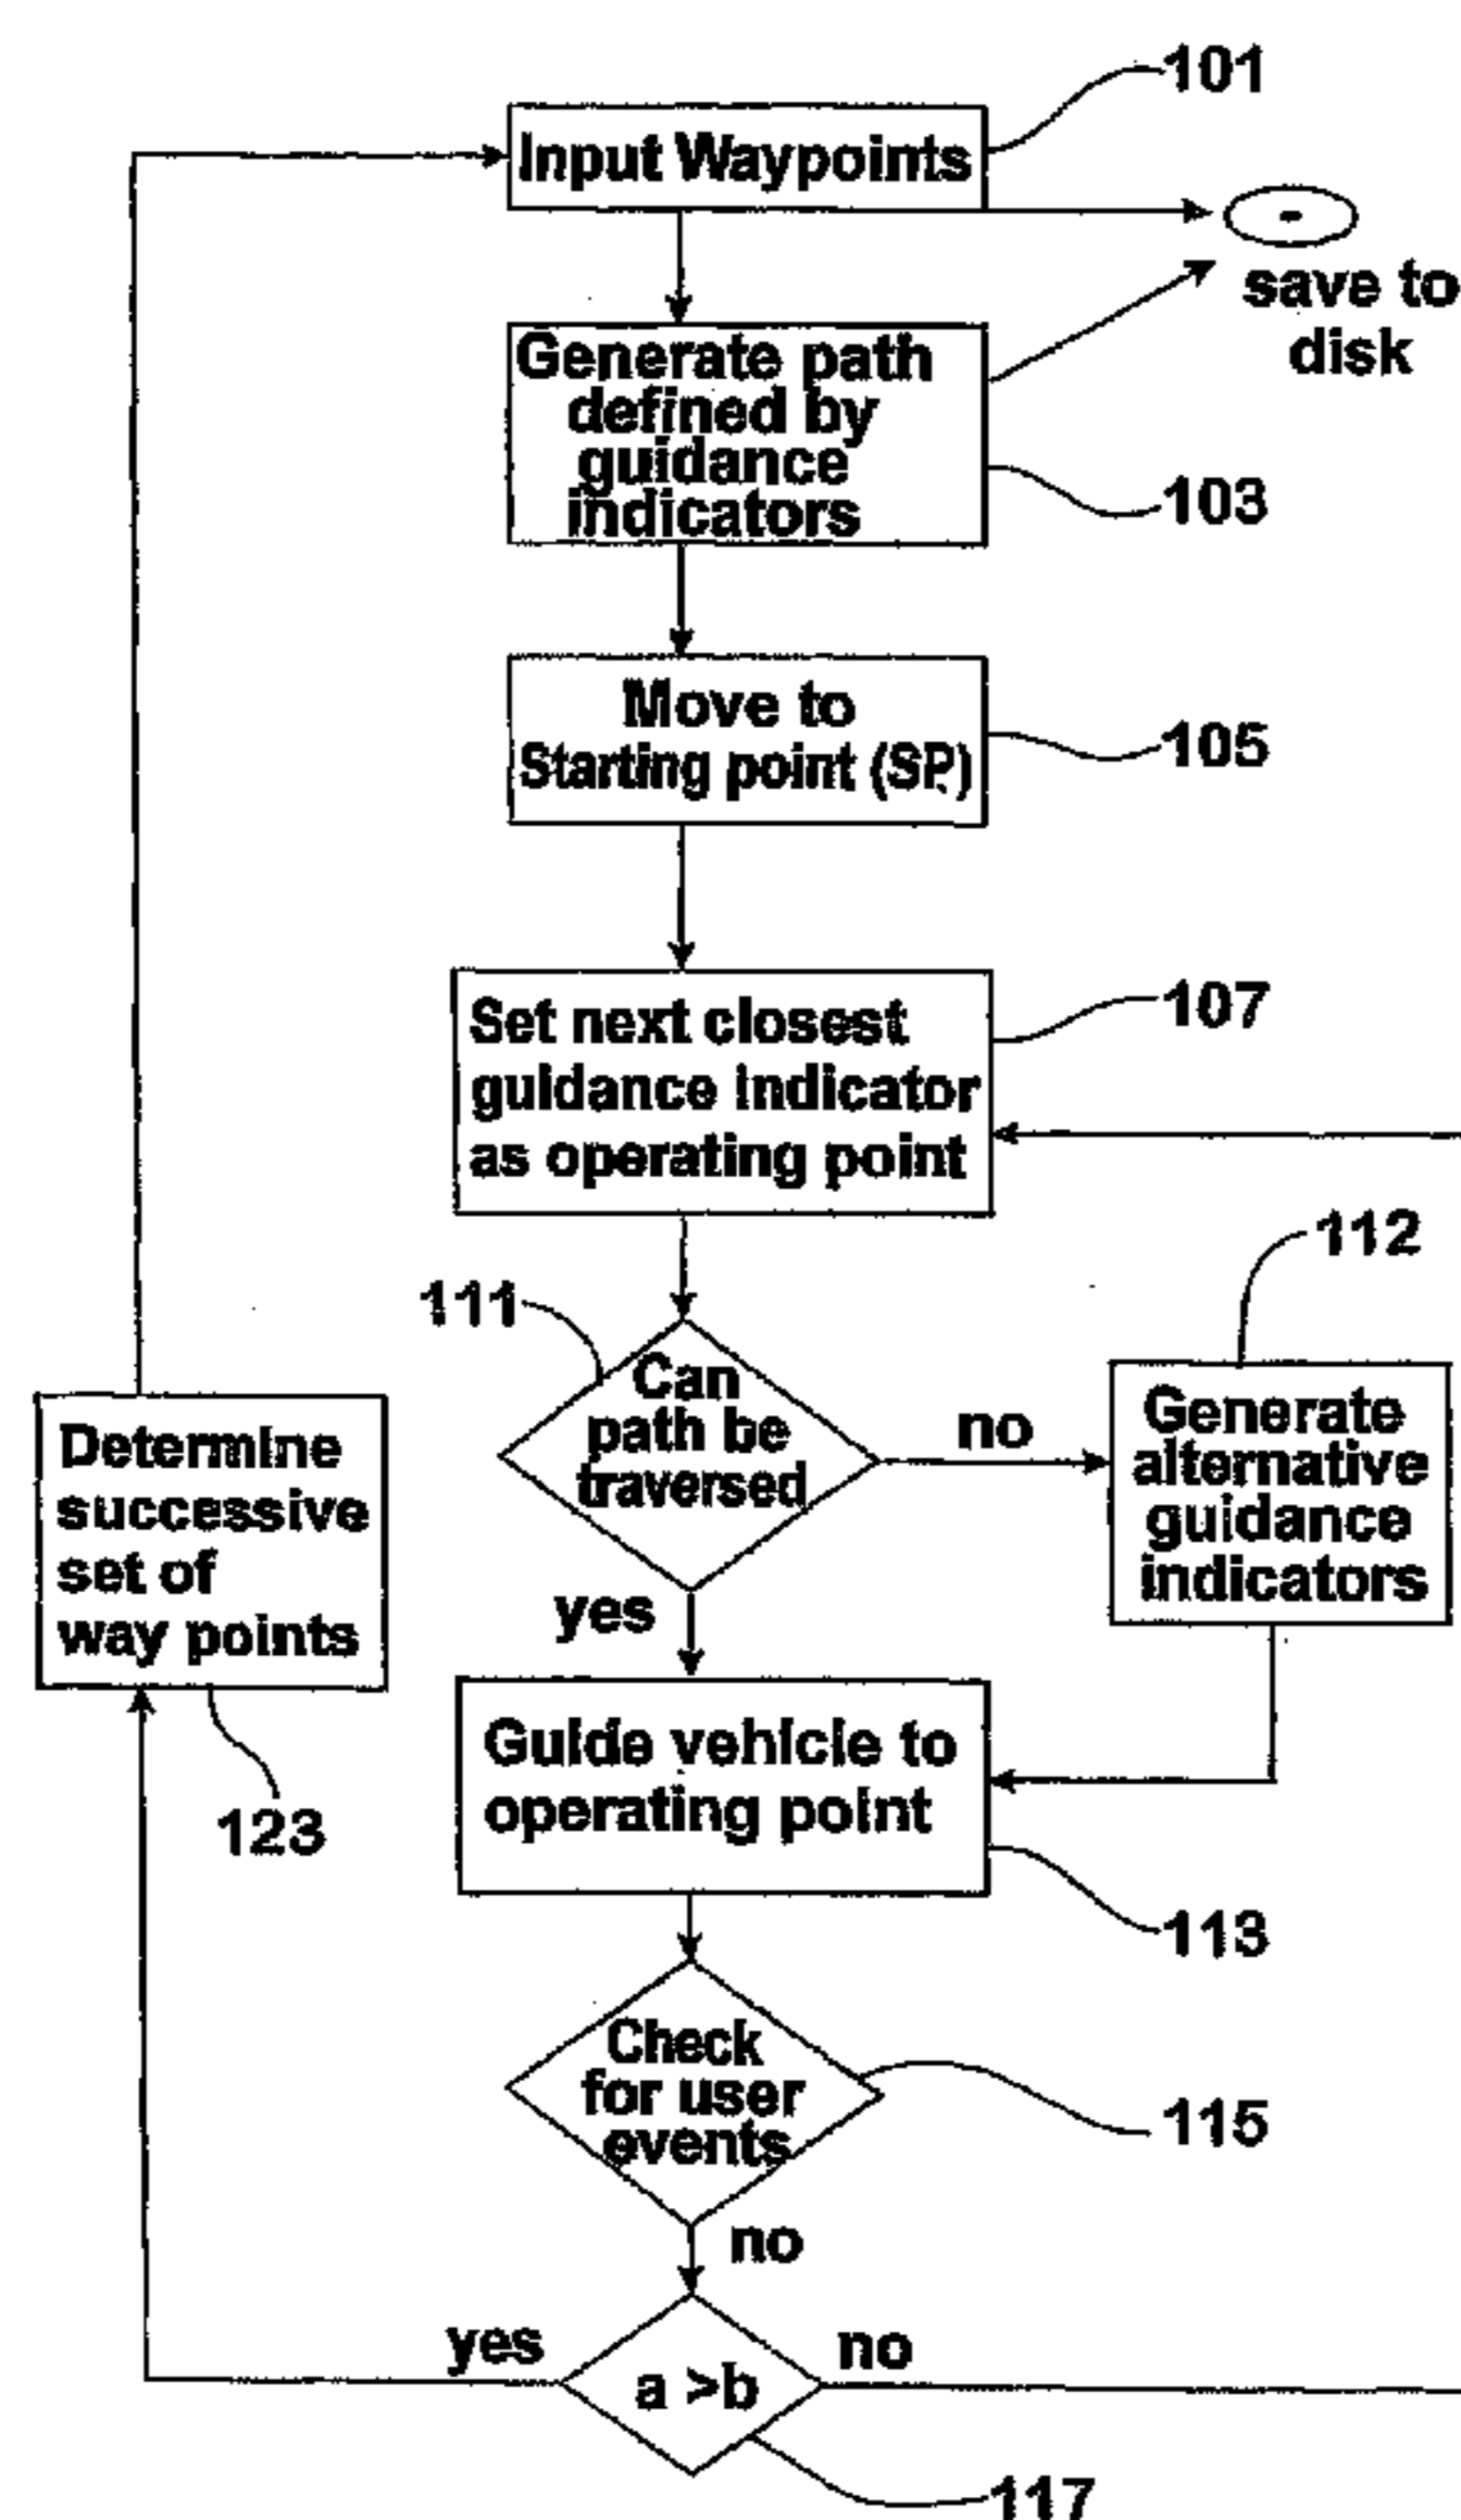 101
Input Waypoints
-
save to
disk
Generate path
defined by
guidance
indicators
103
Move to
Starting point (SP)
105
Set next closest
guidance indicator
as operating point
107
112
111
Can
path be
traversed
no
Generate
alternative
guidance
indicators
Determine
successive
set of
way points
yes
Guide vehicle to
operating point
123
113
Check
for user
events
115
no
yes
no
a >b
117